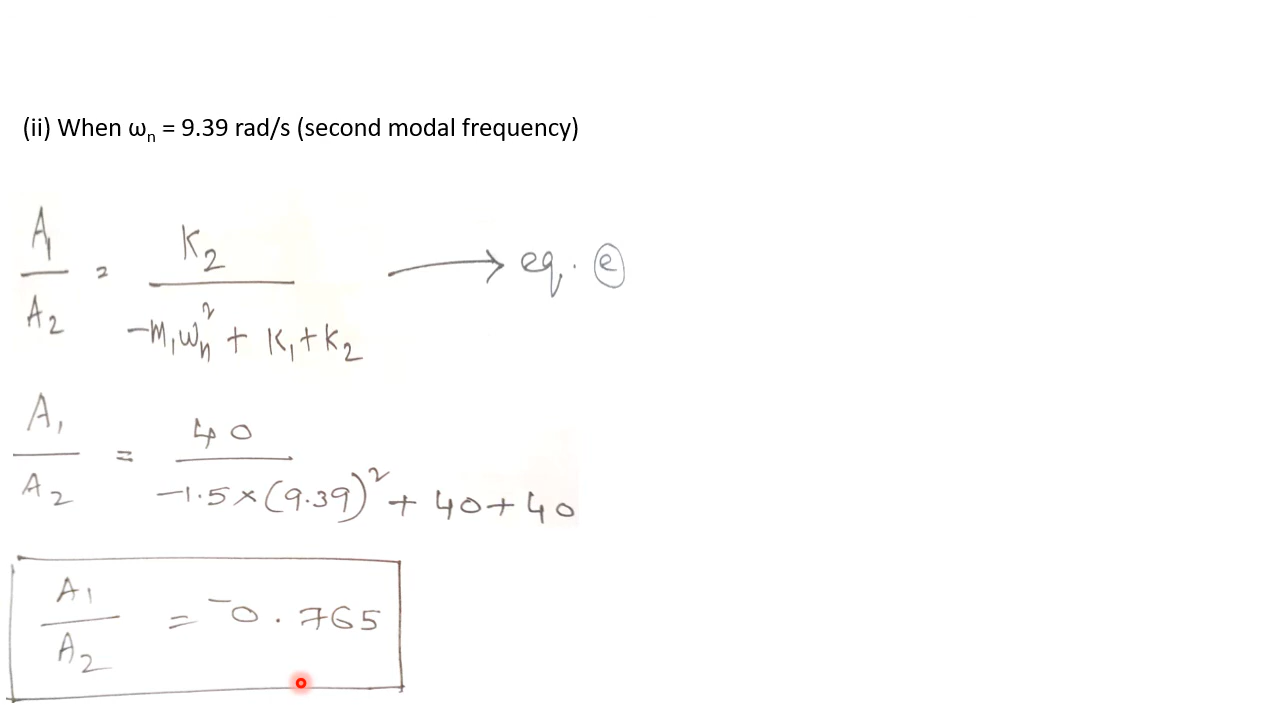 (ii) When ωₙ = 9.39 rad/s (second modal frequency)
A₁/A₂ = K₂/(-m₁ωₙ² + K₁+K₂) → eq. ⓔ
A₁/A₂ = 40/(-1.5×(9.39)² + 40+40)
A₁/A₂ = -0.765